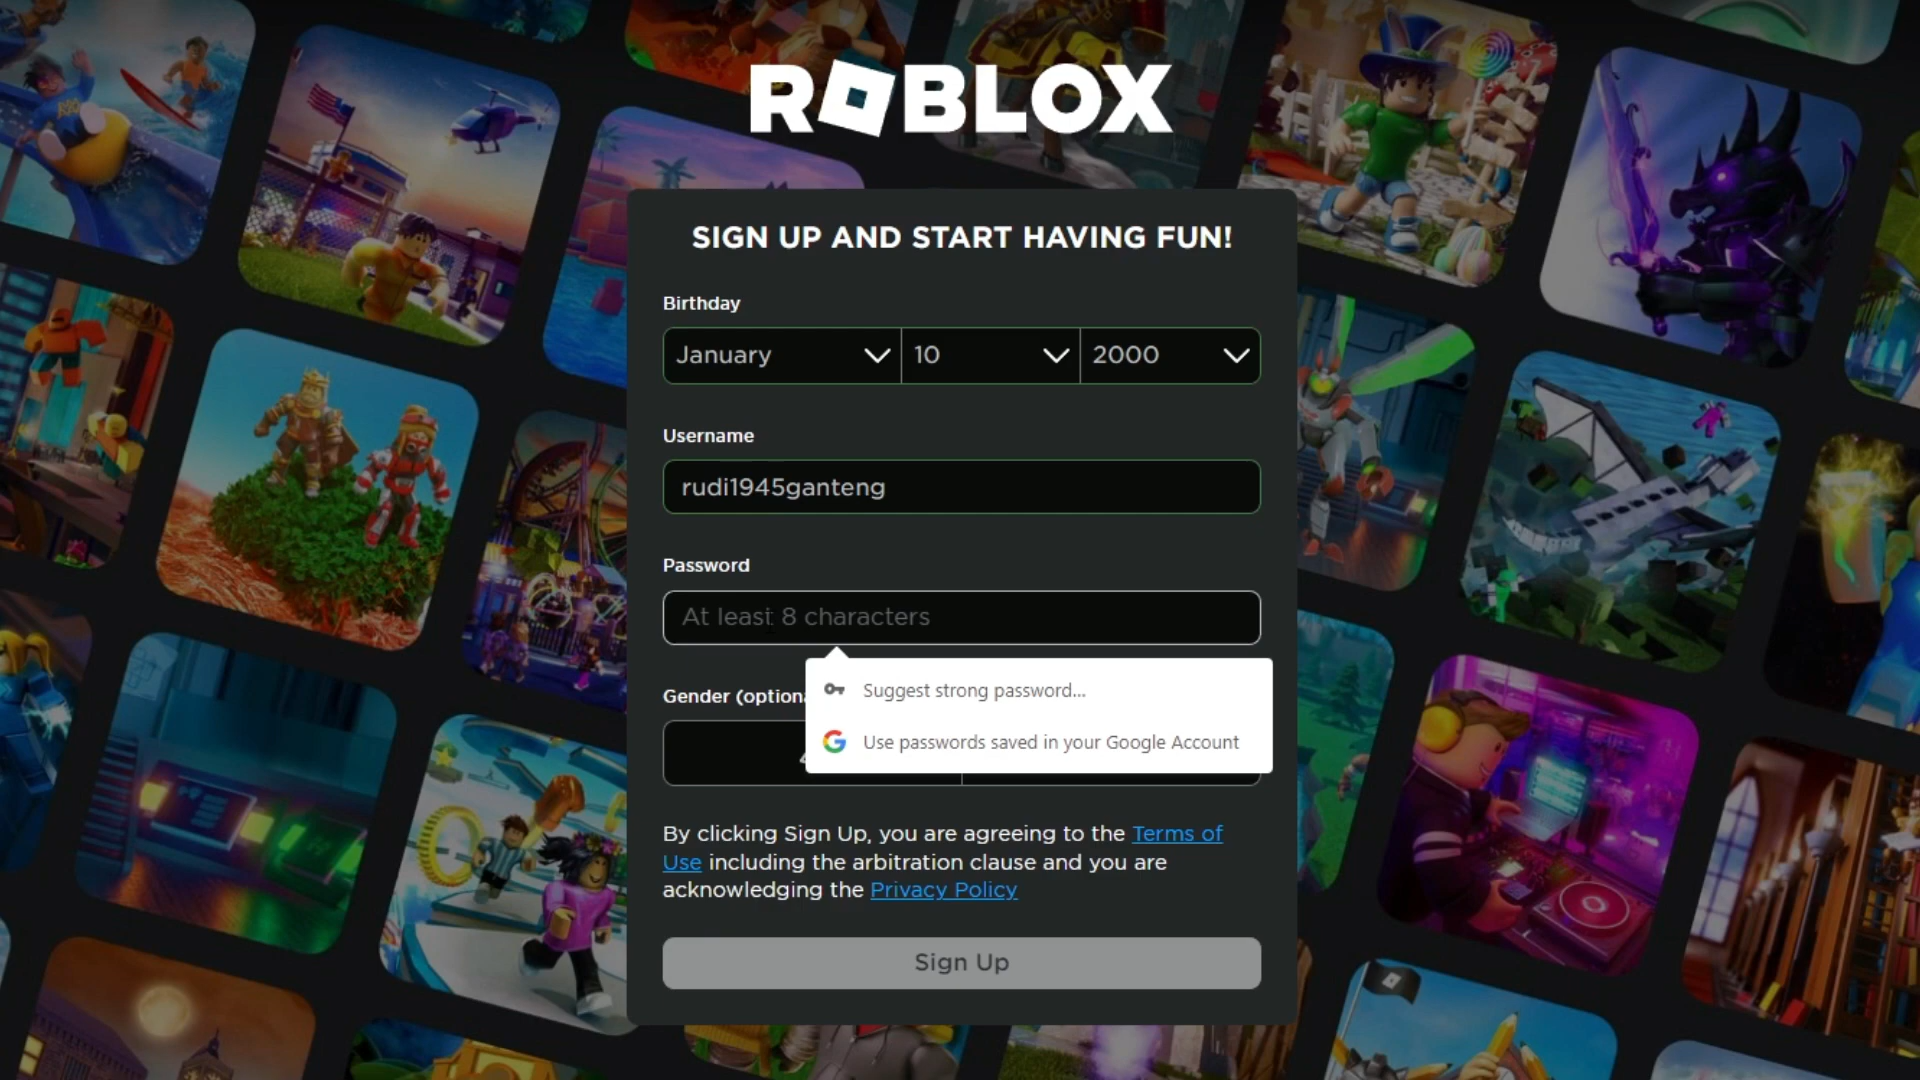 ROBLOX
SIGN UP AND START HAVING FUN!
Birthday
January 10 2000
Username
rudi1945ganteng
Password
At least 8 characters
Suggest strong password...
Gender (optiona
Use passwords saved in your Google Account
By clicking Sign Up, you are agreeing to the Terms of
Use including the arbitration clause and you are
acknowledging the Privacy Policy
Sign Up